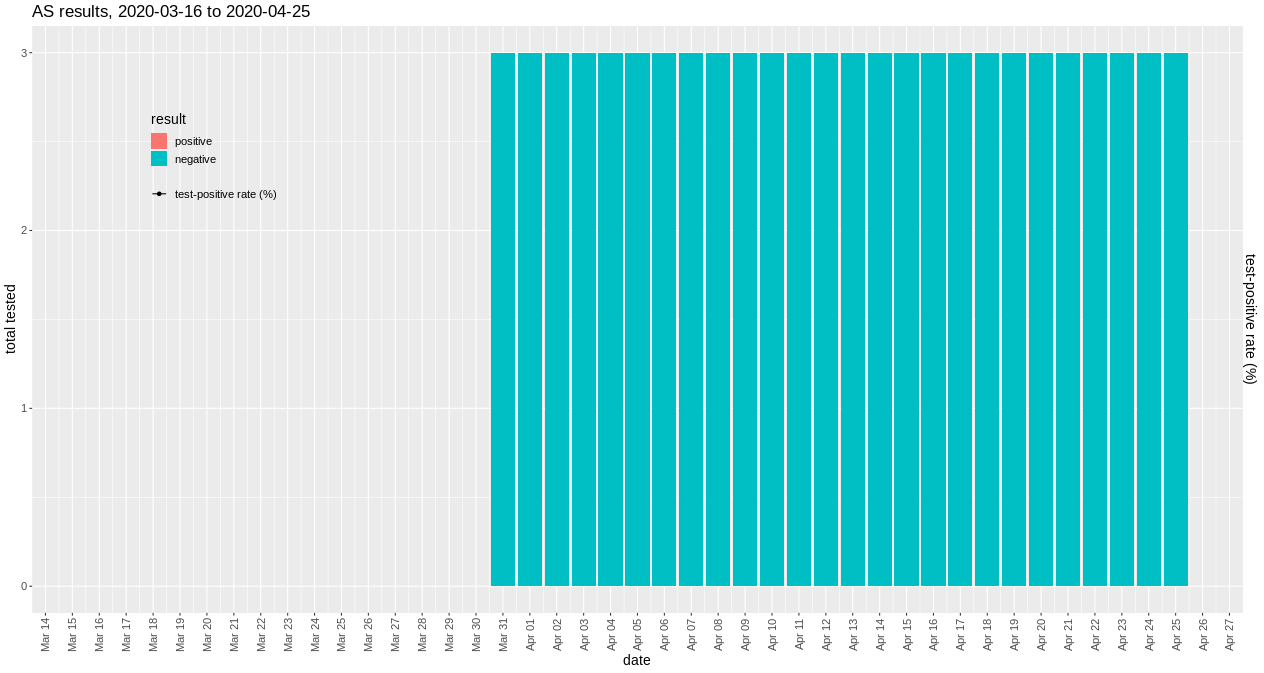 AS results, 2020-03-16 to 2020-04-25
3
2
1
0
total tested
result
positive
negative
test-positive rate (%)
test-positive rate (%)
Mar 14
Mar 15
Mar 16
Mar 17
Mar 18
Mar 19
Mar 20
Mar 21
Mar 22
Mar 23
Mar 24
Mar 25
Mar 26
Mar 27
Mar 28
Mar 29
Mar 30
Mar 31
Apr 01
Apr 02
Apr 03
Apr 04
Apr 05
Apr 06
Apr 07
Apr 08
Apr 09
Apr 10
Apr 11
Apr 12
Apr 13
Apr 14
Apr 15
Apr 16
Apr 17
Apr 18
Apr 19
Apr 20
Apr 21
Apr 22
Apr 23
Apr 24
Apr 25
Apr 26
Apr 27
date